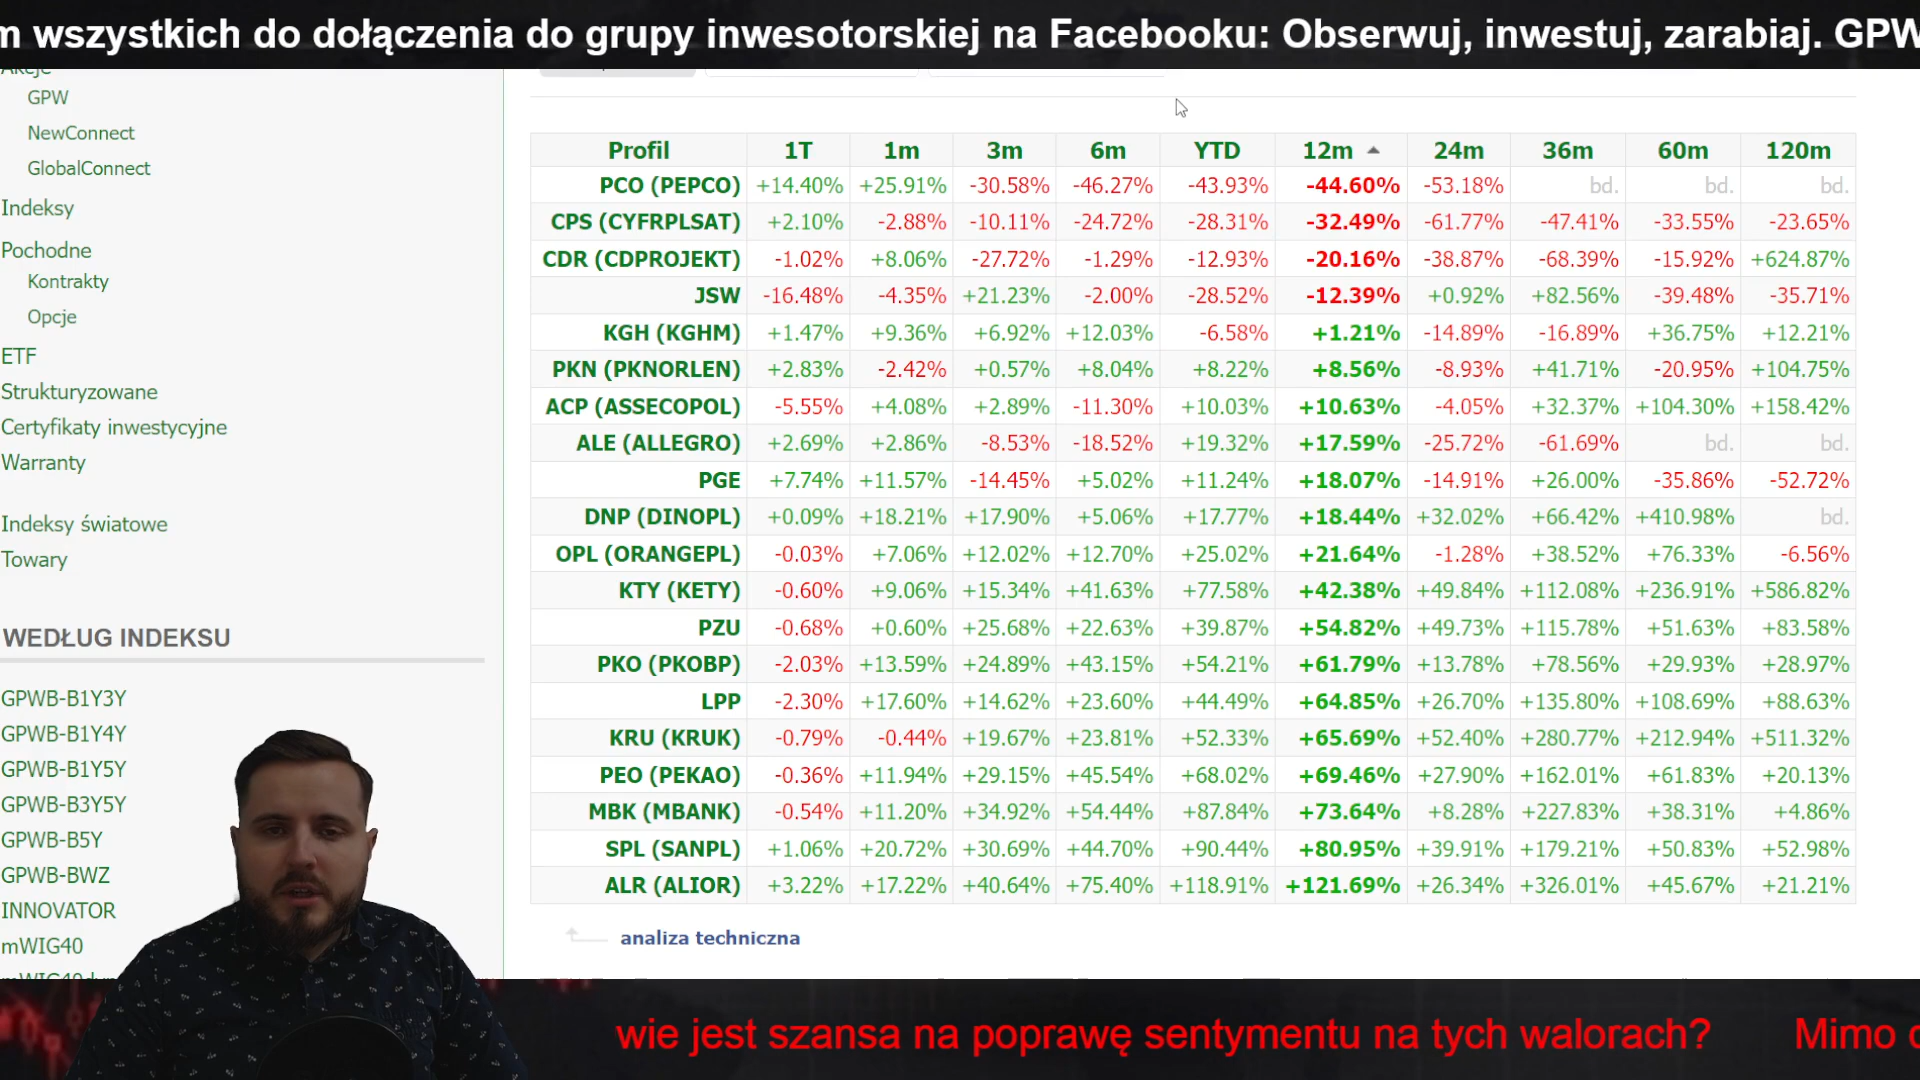 m wszystkich do dołączenia do grupy inwesotorskiej na Facebooku: Obserwuj, inwestuj, zarabiaj. GPW
Akcje
GPW
NewConnect
GlobalConnect
Indeksy
Pochodne
Kontrakty
Opcje
ETF
Strukturyzowane
Certyfikaty inwestycyjne
Warranty
Indeksy światowe
Towary
WEDŁUG INDEKSU
GPWB-B1Y3Y
GPWB-B1Y4Y
GPWB-B1Y5Y
GPWB-B3Y5Y
GPWB-B5Y
GPWB-BWZ
INNOVATOR
mWIG40
Profil 1T 1m 3m 6m YTD 12m 24m 36m 60m 120m
PCO (PEPCO) +14.40% +25.91% -30.58% -46.27% -43.93% -44.60% -53.18% bd. bd. bd.
CPS (CYFRPLSAT) +2.10% -2.88% -10.11% -24.72% -28.31% -32.49% -61.77% -47.41% -33.55% -23.65%
CDR (CDPROJEKT) -1.02% +8.06% -27.72% -1.29% -12.93% -20.16% -38.87% -68.39% -15.92% +624.87%
JSW -16.48% -4.35% +21.23% -2.00% -28.52% -12.39% +0.92% +82.56% -39.48% -35.71%
KGH (KGHM) +1.47% +9.36% +6.92% +12.03% -6.58% +1.21% -14.89% -16.89% +36.75% +12.21%
PKN (PKNORLEN) +2.83% -2.42% +0.57% +8.04% +8.22% +8.56% -8.93% +41.71% -20.95% +104.75%
ACP (ASSECOPOL) -5.55% +4.08% +2.89% -11.30% +10.03% +10.63% -4.05% +32.37% +104.30% +158.42%
ALE (ALLEGRO) +2.69% +2.86% -8.53% -18.52% +19.32% +17.59% -25.72% -61.69% bd. bd.
PGE +7.74% +11.57% -14.45% +5.02% +11.24% +18.07% -14.91% +26.00% -35.86% -52.72%
DNP (DINOPL) +0.09% +18.21% +17.90% +5.06% +17.77% +18.44% +32.02% +66.42% +410.98% bd.
OPL (ORANGEPL) -0.03% +7.06% +12.02% +12.70% +25.02% +21.64% -1.28% +38.52% +76.33% -6.56%
KTY (KETY) -0.60% +9.06% +15.34% +41.63% +77.58% +42.38% +49.84% +112.08% +236.91% +586.82%
PZU -0.68% +0.60% +25.68% +22.63% +39.87% +54.82% +49.73% +115.78% +51.63% +83.58%
PKO (PKOBP) -2.03% +13.59% +24.89% +43.15% +54.21% +61.79% +13.78% +78.56% +29.93% +28.97%
LPP -2.30% +17.60% +14.62% +23.60% +44.49% +64.85% +26.70% +135.80% +108.69% +88.63%
KRU (KRUK) -0.79% -0.44% +19.67% +23.81% +52.33% +65.69% +52.40% +280.77% +212.94% +511.32%
PEO (PEKAO) -0.36% +11.94% +29.15% +45.54% +68.02% +69.46% +27.90% +162.01% +61.83% +20.13%
MBK (MBANK) -0.54% +11.20% +34.92% +54.44% +87.84% +73.64% +8.28% +227.83% +38.31% +4.86%
SPL (SANPL) +1.06% +20.72% +30.69% +44.70% +90.44% +80.95% +39.91% +179.21% +50.83% +52.98%
ALR (ALIOR) +3.22% +17.22% +40.64% +75.40% +118.91% +121.69% +26.34% +326.01% +45.67% +21.21%
analiza techniczna
wie jest szansa na poprawę sentymentu na tych walorach? Mimo